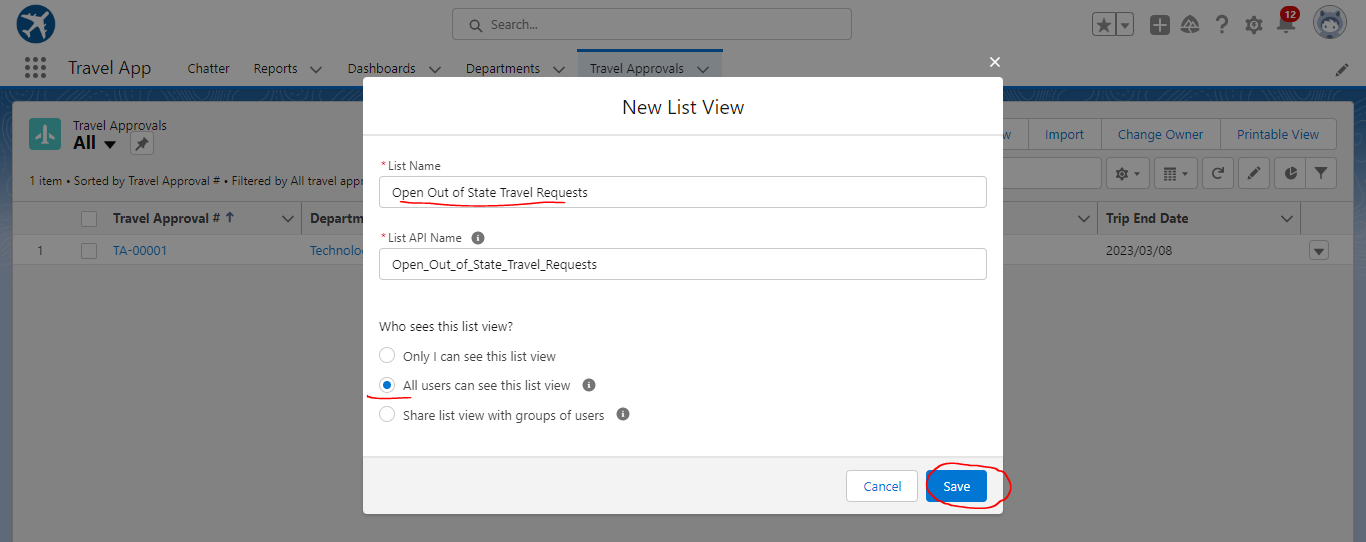 Search...
12
Travel App
Chatter
Reports
Dashboards
Departments
Travel Approvals
New List View
Travel Approvals
All
Import
Change Owner
Printable View
*List Name
Open Out of State Travel Requests
1 item • Sorted by Travel Approval # • Filtered by All travel
Travel Approval #
Trip End Date
*List API Name
1
TA-00001
2023/03/08
Open_Out_of_State_Travel_Requests
Who sees this list view?
Only I can see this list view
All users can see this list view
Share list view with groups of users
Cancel
Save